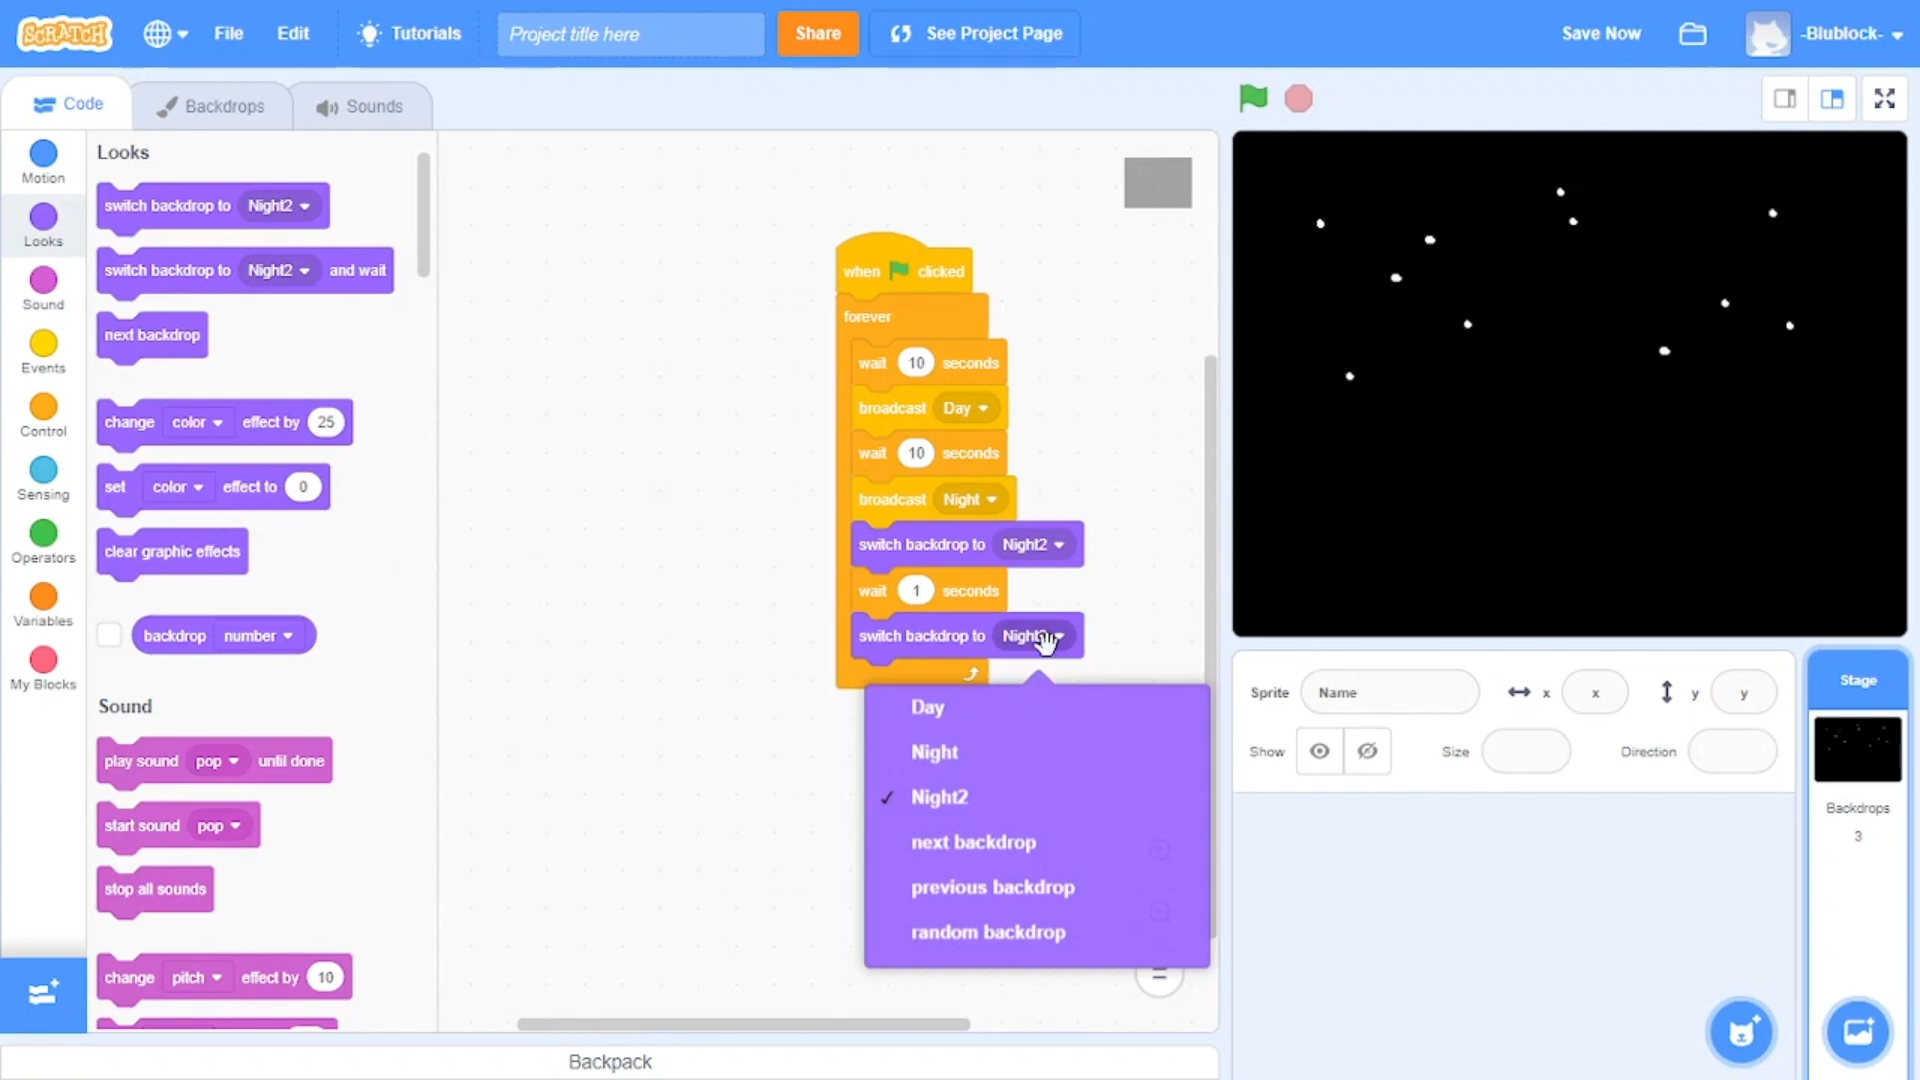 SCRATCH
File
Edit
Tutorials
Project title here
Share
See Project Page
Save Now
-Blublock-
Code
Backdrops
Sounds
Motion
Looks
Sound
Events
Control
Sensing
Operators
Variables
My Blocks
Looks
switch backdrop to Night2
switch backdrop to Night2 and wait
next backdrop
change color effect by 25
set color effect to 0
clear graphic effects
backdrop number
Sound
play sound pop until done
start sound pop
stop all sounds
change pitch effect by 10
when clicked
forever
wait 10 seconds
broadcast Day
wait 10 seconds
broadcast Night
switch backdrop to Night2
wait 1 seconds
switch backdrop to
Day
Night
✓ Night2
next backdrop
previous backdrop
random backdrop
Sprite Name x x y y
Show Size Direction
Stage
Backdrops
3
Backpack